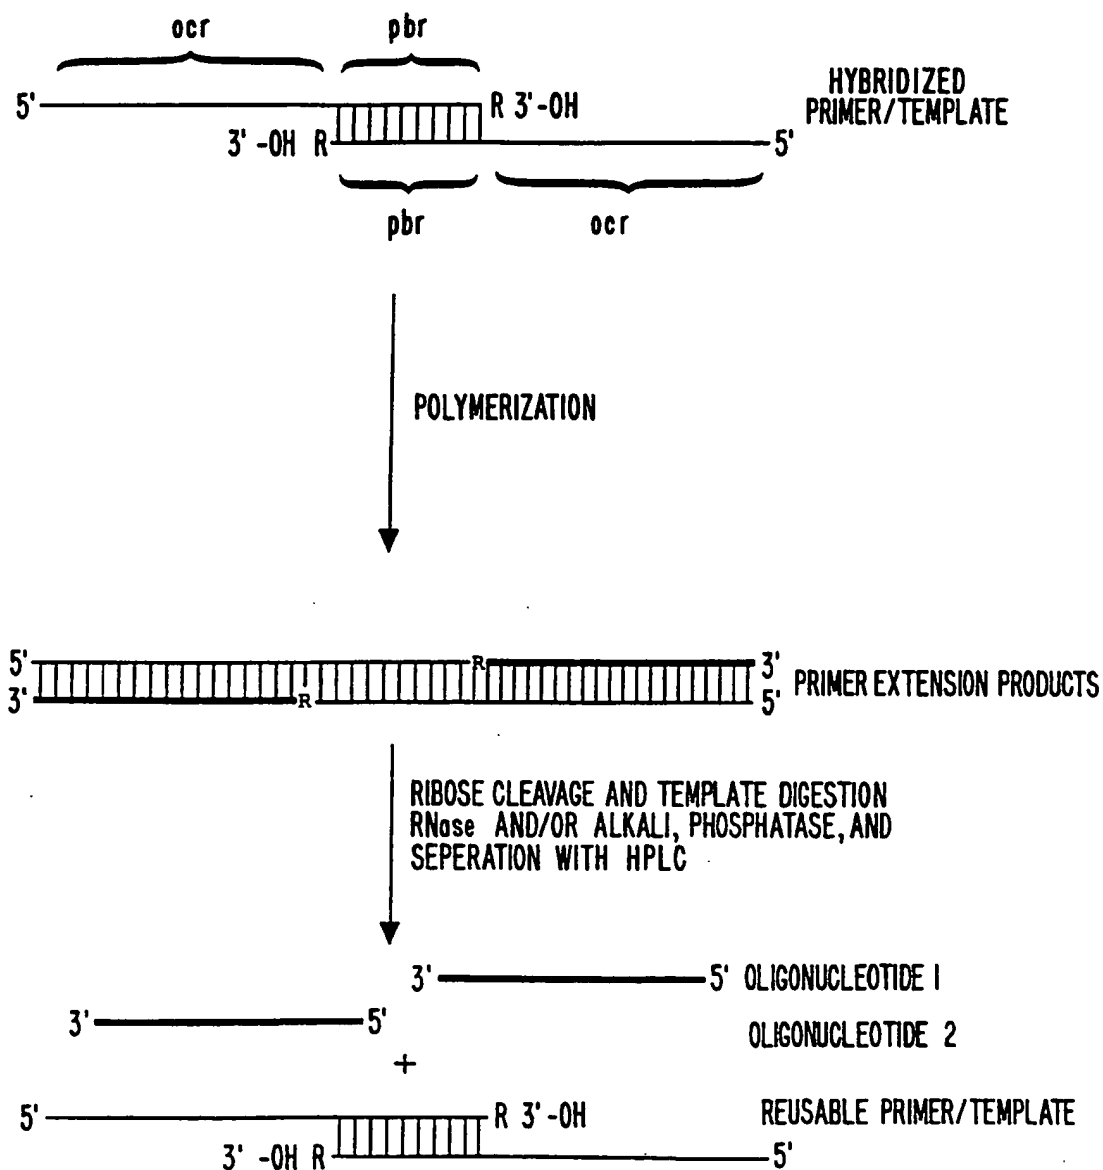 ocr
pbr
5'
R 3'-OH
HYBRIDIZED
PRIMER/TEMPLATE
3' -OH R
5'
pbr
ocr
POLYMERIZATION
5'
R
3'
3'
R
5'
PRIMER EXTENSION PRODUCTS
RIBOSE CLEAVAGE AND TEMPLATE DIGESTION
RNase AND/OR ALKALI, PHOSPHATASE, AND
SEPERATION WITH HPLC
3'
5'
OLIGONUCLEOTIDE 1
3'
5'
OLIGONUCLEOTIDE 2
+
5'
R 3'-OH
REUSABLE PRIMER/TEMPLATE
3' -OH R
5'